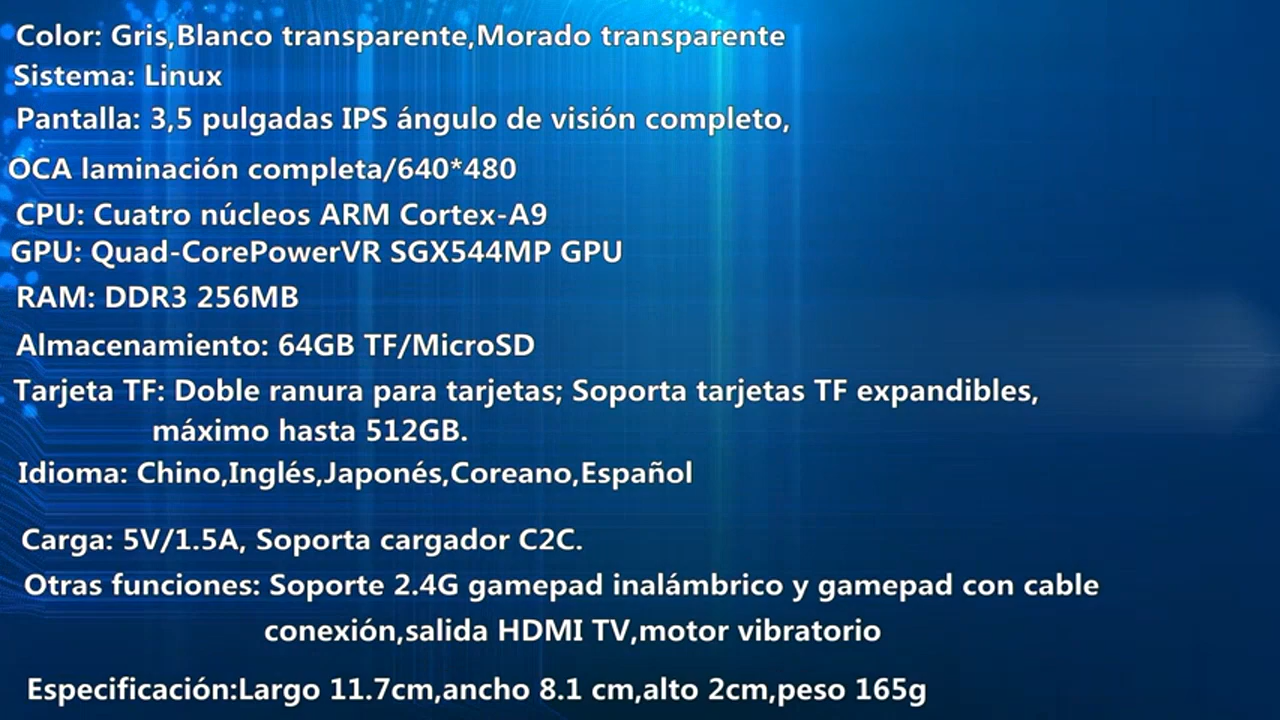 Color: Gris,Blanco transparente,Morado transparente
Sistema: Linux
Pantalla: 3,5 pulgadas IPS ángulo de visión completo,
OCA laminación completa/640*480
CPU: Cuatro núcleos ARM Cortex-A9
GPU: Quad-CorePowerVR SGX544MP GPU
RAM: DDR3 256MB
Almacenamiento: 64GB TF/MicroSD
Tarjeta TF: Doble ranura para tarjetas; Soporta tarjetas TF expandibles,
máximo hasta 512GB.
Idioma: Chino,Inglés,Japonés,Coreano,Español
Carga: 5V/1.5A, Soporta cargador C2C.
Otras funciones: Soporte 2.4G gamepad inalámbrico y gamepad con cable
conexión,salida HDMI TV,motor vibratorio
Especificación:Largo 11.7cm,ancho 8.1 cm,alto 2cm,peso 165g